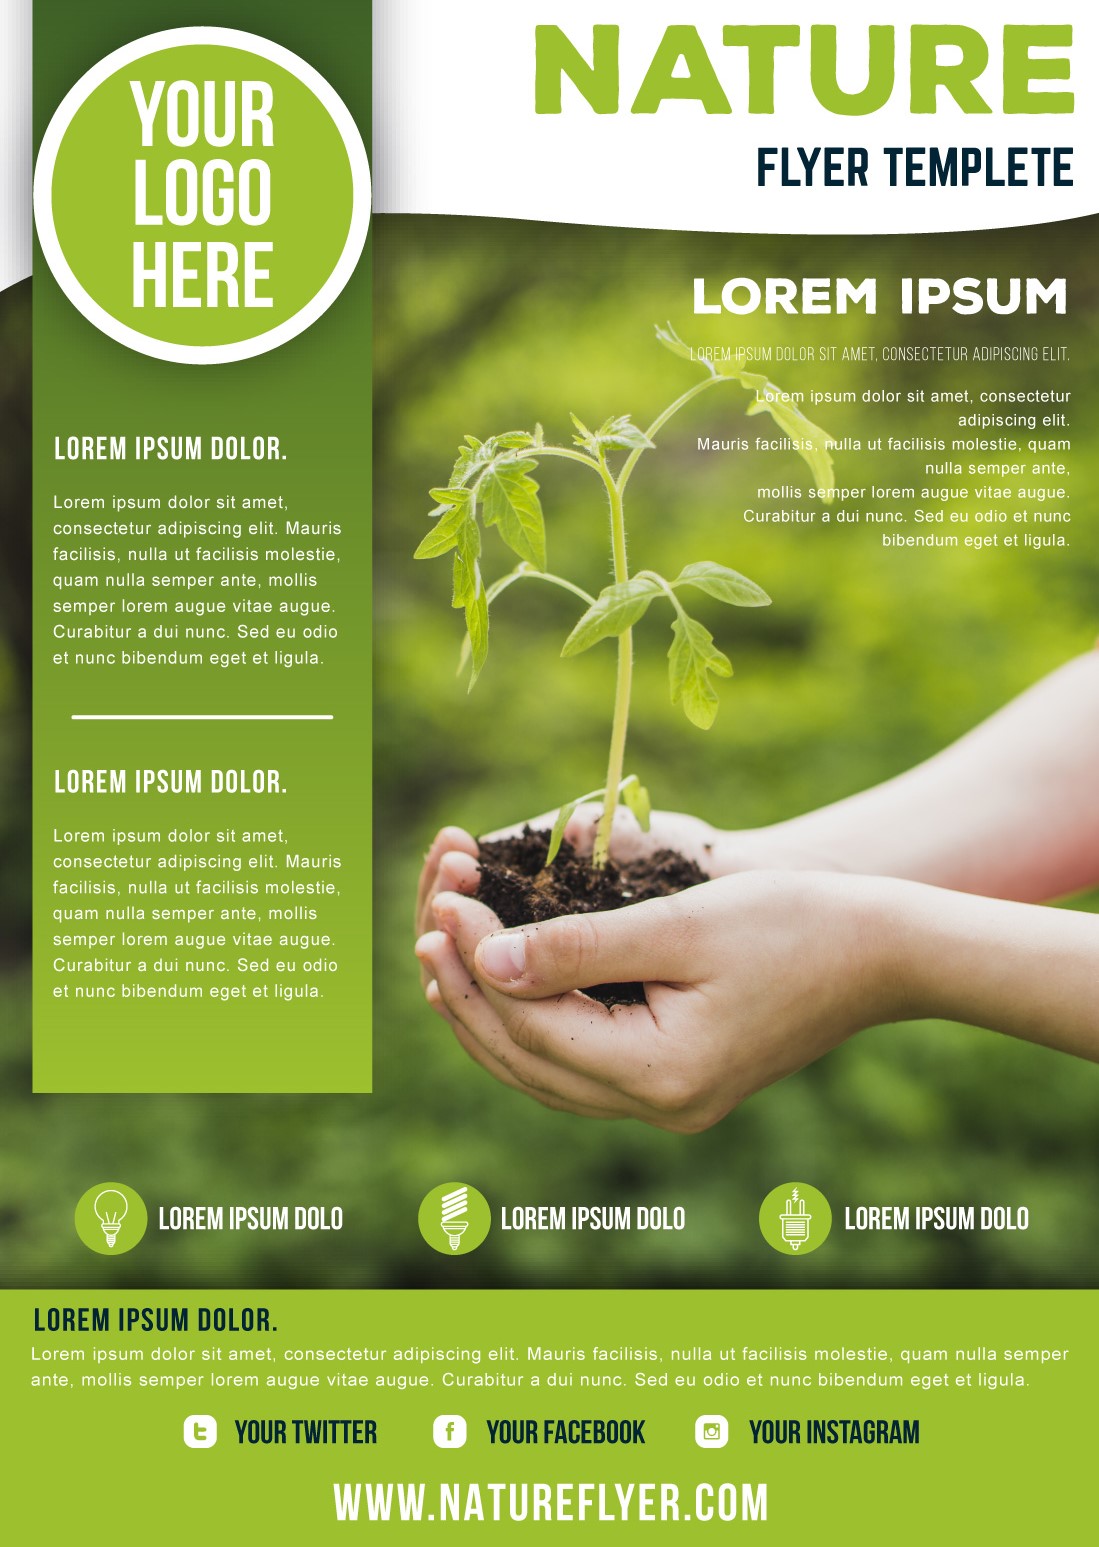 YOUR
LOGO
HERE
NATURE
FLYER TEMPLETE
LOREM IPSUM
LOREM IPSUM DOLOR SIT AMET, CONSECTETUR ADIPISCING ELIT.
Lorem ipsum dolor sit amet, consectetur
adipiscing elit.
Mauris facilisis, nulla ut facilisis molestie, quam
nulla semper ante,
mollis semper lorem augue vitae augue.
Curabitur a dui nunc. Sed eu odio et nunc
bibendum eget et ligula.
LOREM IPSUM DOLOR.
Lorem ipsum dolor sit amet,
consectetur adipiscing elit. Mauris
facilisis, nulla ut facilisis molestie,
quam nulla semper ante, mollis
semper lorem augue vitae augue.
Curabitur a dui nunc. Sed eu odio
et nunc bibendum eget et ligula.
LOREM IPSUM DOLOR.
Lorem ipsum dolor sit amet,
consectetur adipiscing elit. Mauris
facilisis, nulla ut facilisis molestie,
quam nulla semper ante, mollis
semper lorem augue vitae augue.
Curabitur a dui nunc. Sed eu odio
et nunc bibendum eget et ligula.
LOREM IPSUM DOLO
LOREM IPSUM DOLO
LOREM IPSUM DOLO
LOREM IPSUM DOLOR.
Lorem ipsum dolor sit amet, consectetur adipiscing elit. Mauris facilisis, nulla ut facilisis molestie, quam nulla semper
ante, mollis semper lorem augue vitae augue. Curabitur a dui nunc. Sed eu odio et nunc bibendum eget et ligula.
YOUR TWITTER
YOUR FACEBOOK
YOUR INSTAGRAM
WWW.NATUREFLYER.COM